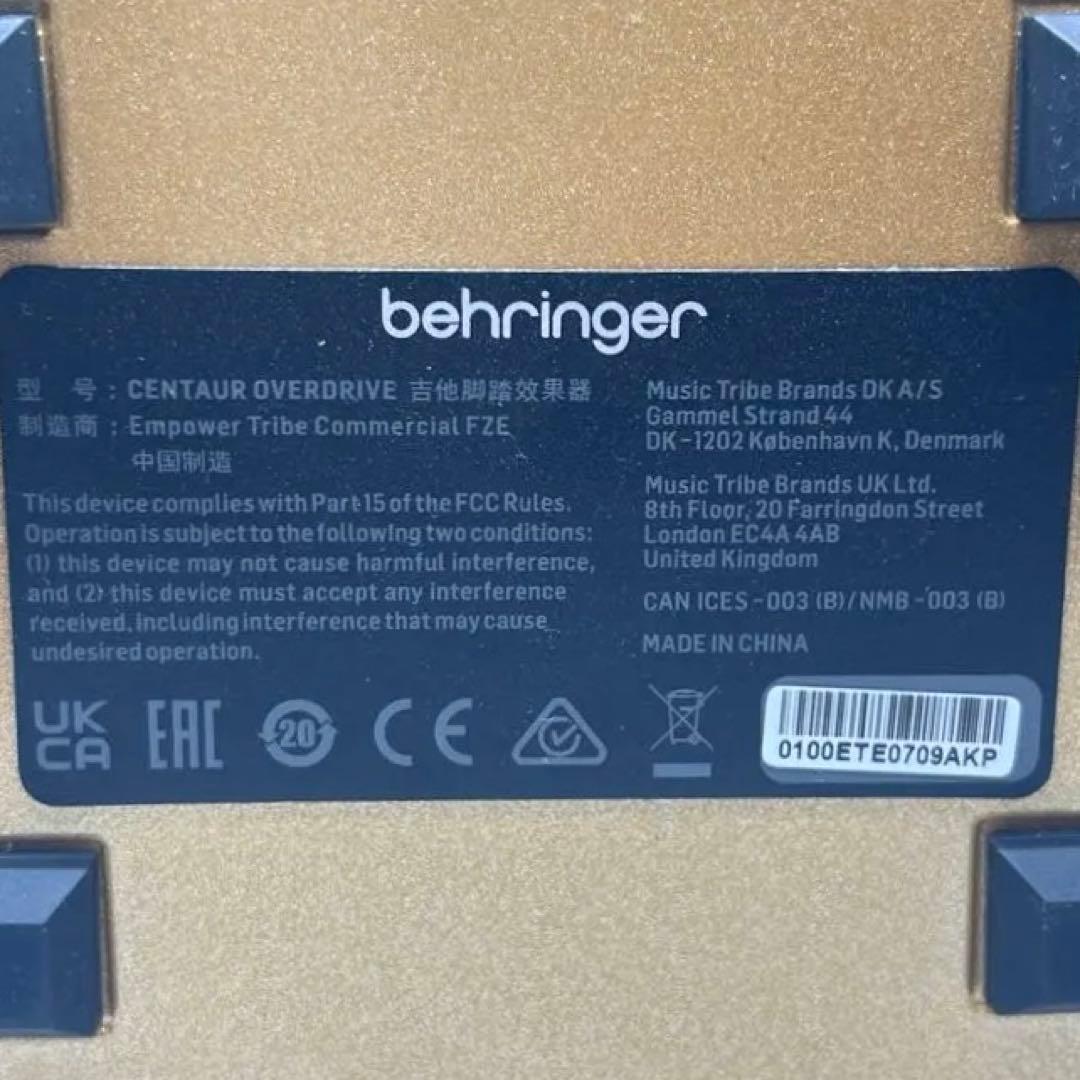 behringer
型 号 : CENTAUR OVERDRIVE 吉他脚踏效果器
制造商 : Empower Tribe Commercial FZE
中国制造
This device complies with Part 15 of the FCC Rules.
Operation is subject to the following two conditions:
(1) this device may not cause harmful interference,
and (2) this device must accept any interference
received, including interference that may cause
undesired operation.
Music Tribe Brands DK A/S
Gammel Strand 44
DK-1202 København K, Denmark
Music Tribe Brands UK Ltd.
8th Floor, 20 Farringdon Street
London EC4A 4AB
United Kingdom
CAN ICES-003 (B)/NMB-003 (B)
MADE IN CHINA
UK
CA
EAC
20
CE
0100ETE0709AKP